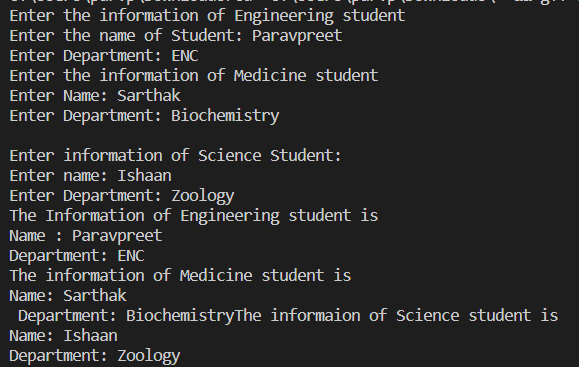 Enter the information of Engineering student
Enter the name of Student: Paravpreet
Enter Department: ENC
Enter the information of Medicine student
Enter Name: Sarthak
Enter Department: Biochemistry
Enter information of Science Student:
Enter name: Ishaan
Enter Department: Zoology
The Information of Engineering student is
Name : Paravpreet
Department: ENC
The information of Medicine student is
Name: Sarthak
 Department: BiochemistryThe informaion of Science student is
Name: Ishaan
Department: Zoology